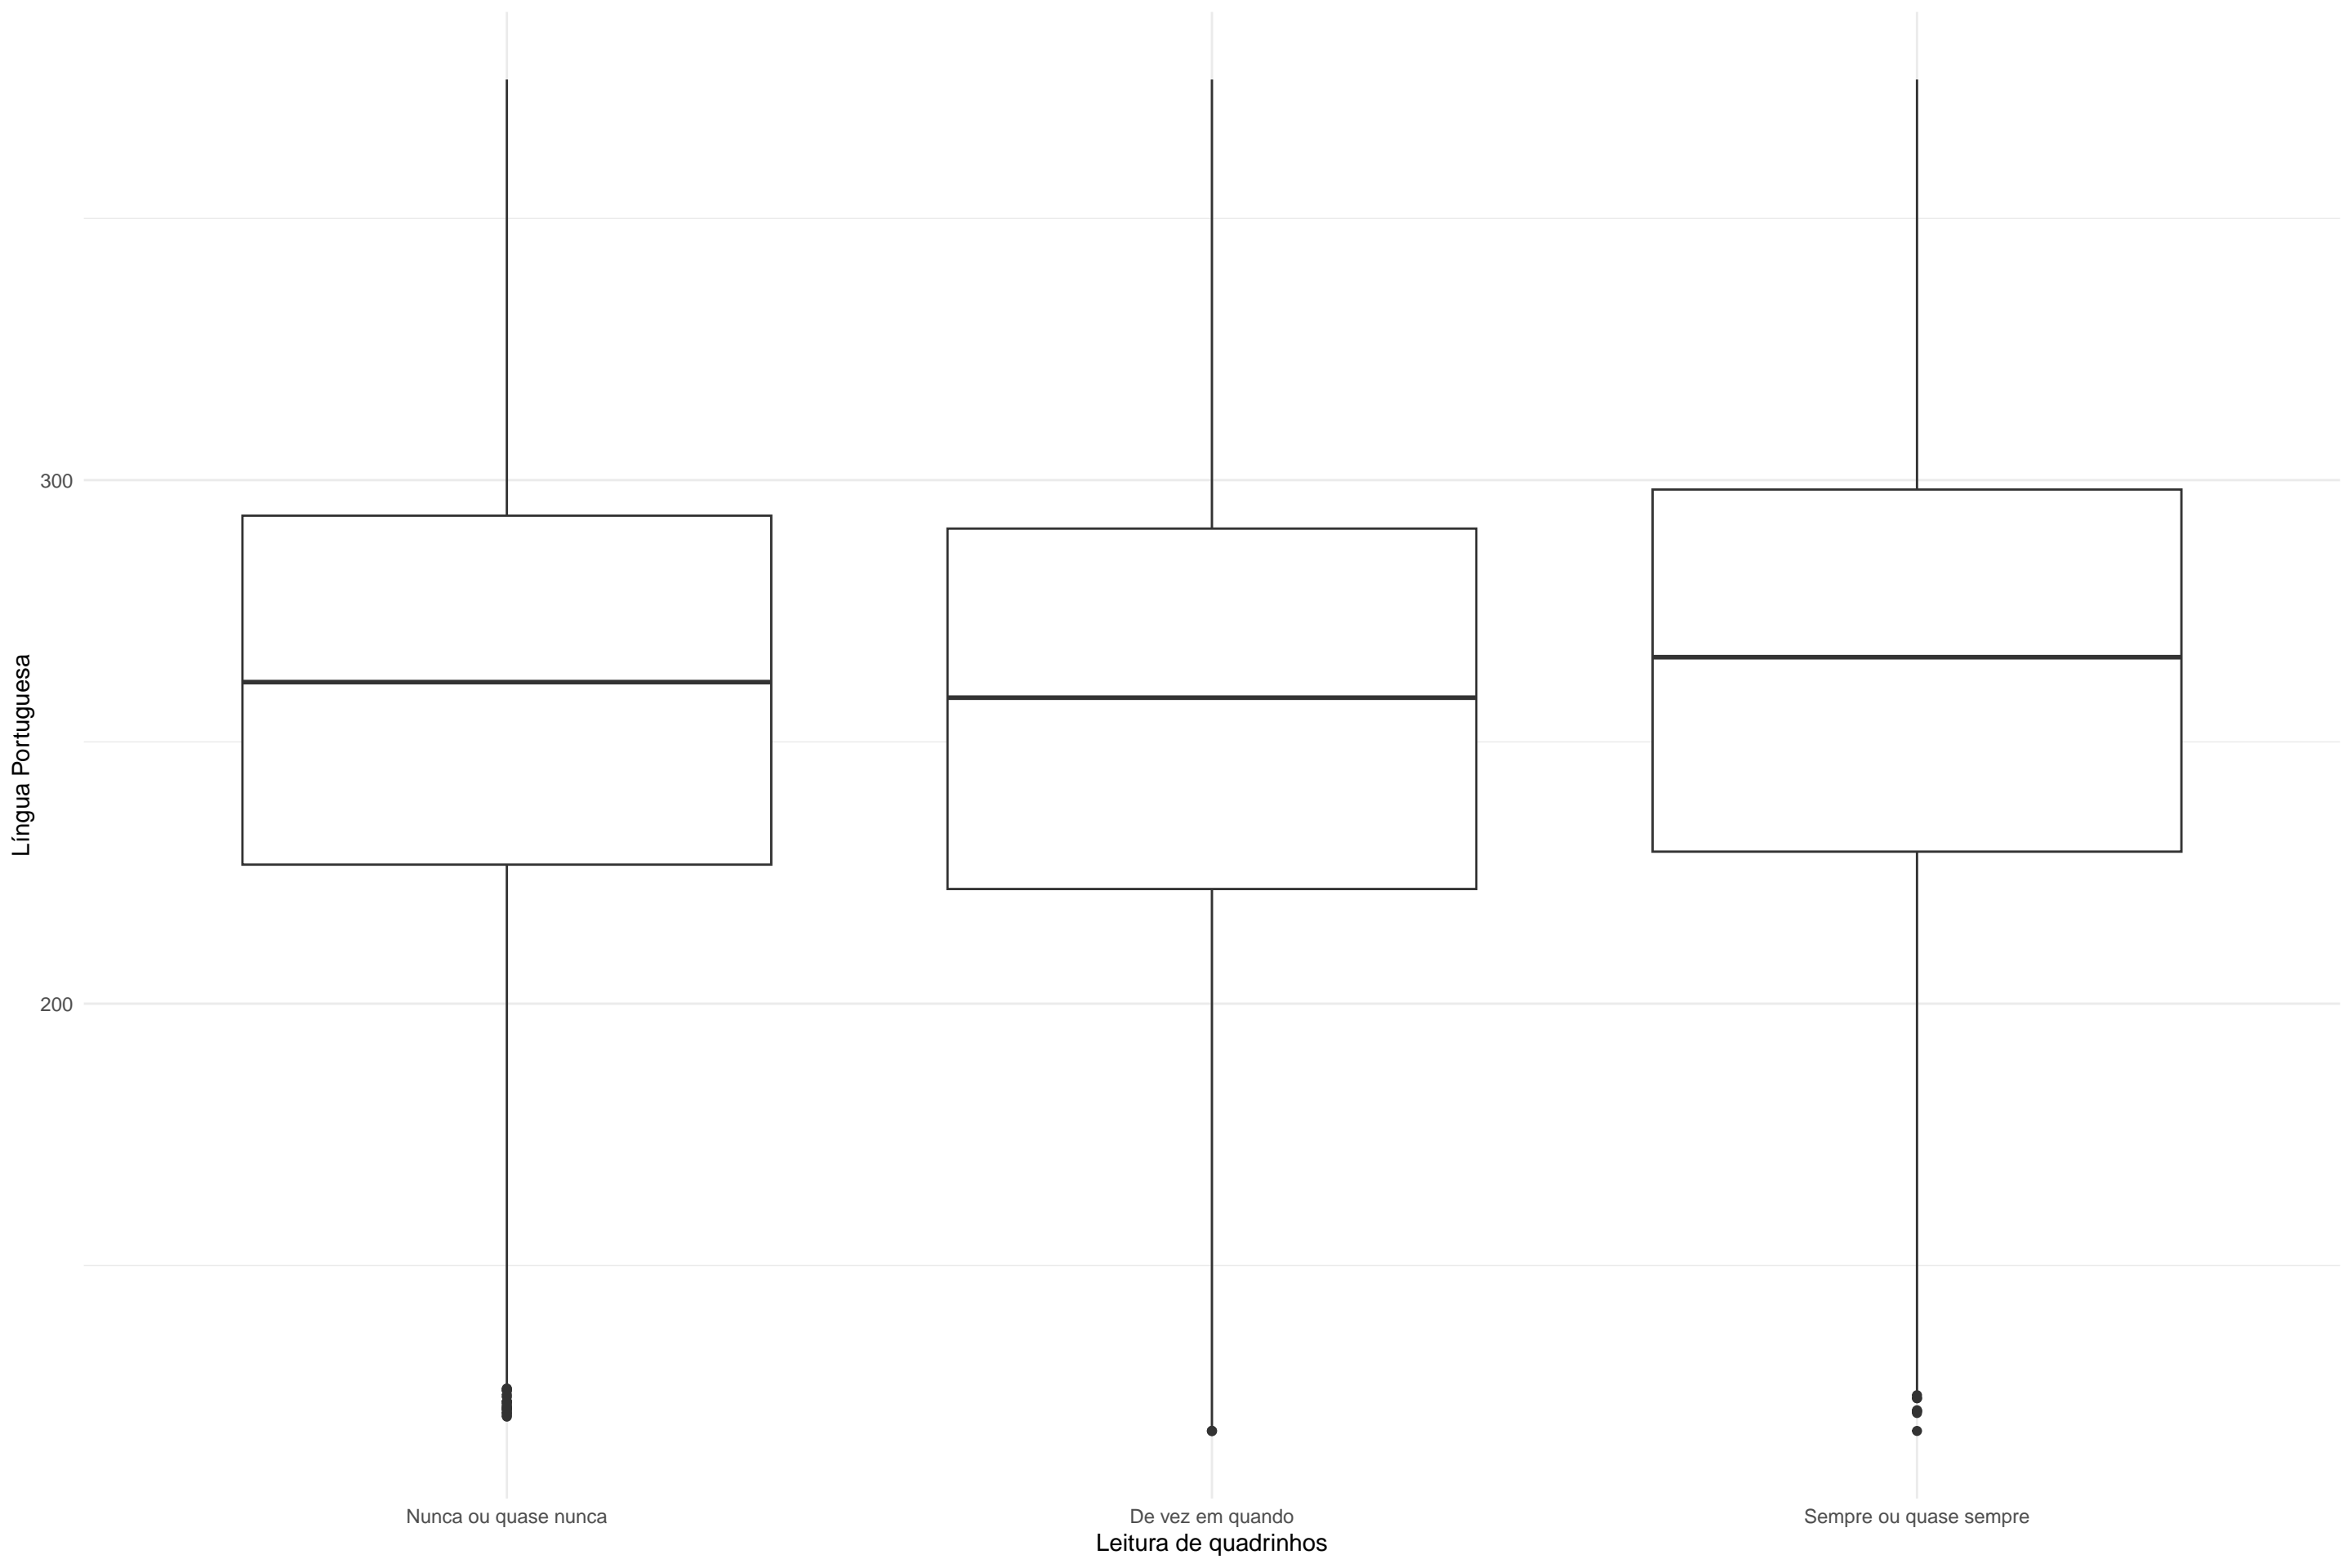 Língua Portuguesa
300
200
Nunca ou quase nunca
De vez em quando
Sempre ou quase sempre
Leitura de quadrinhos